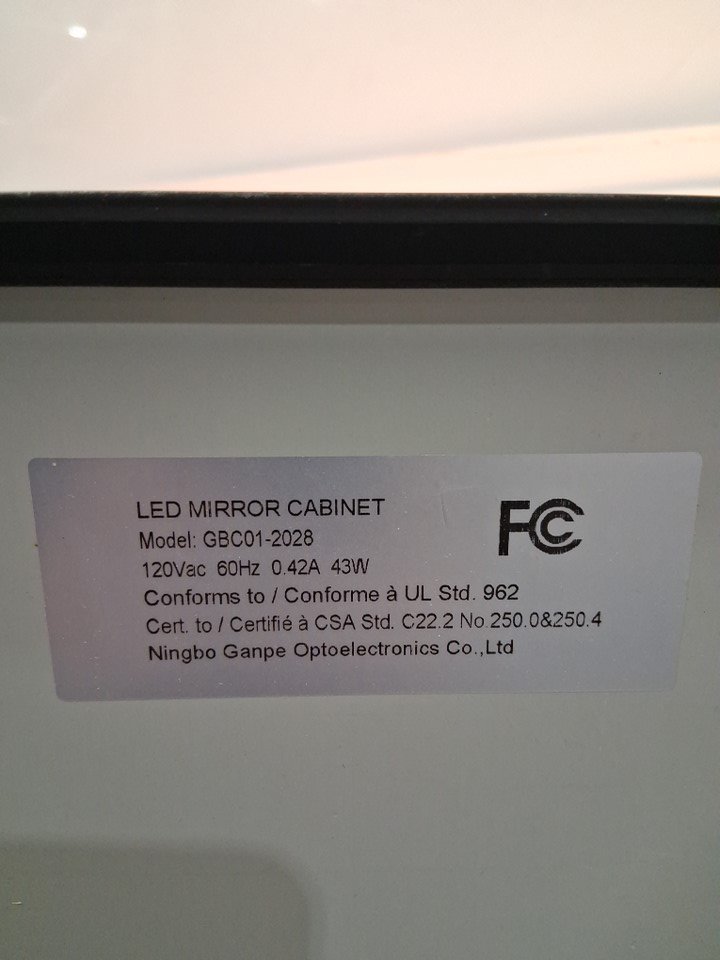 LED MIRROR CABINET
FC
Model: GBC01-2028
120Vac 60Hz 0.42A 43W
Conforms to / Conforme à UL Std. 962
Cert. to / Certifié à CSA Std. C22.2 No.250.0&250.4
Ningbo Ganpe Optoelectronics Co.,Ltd